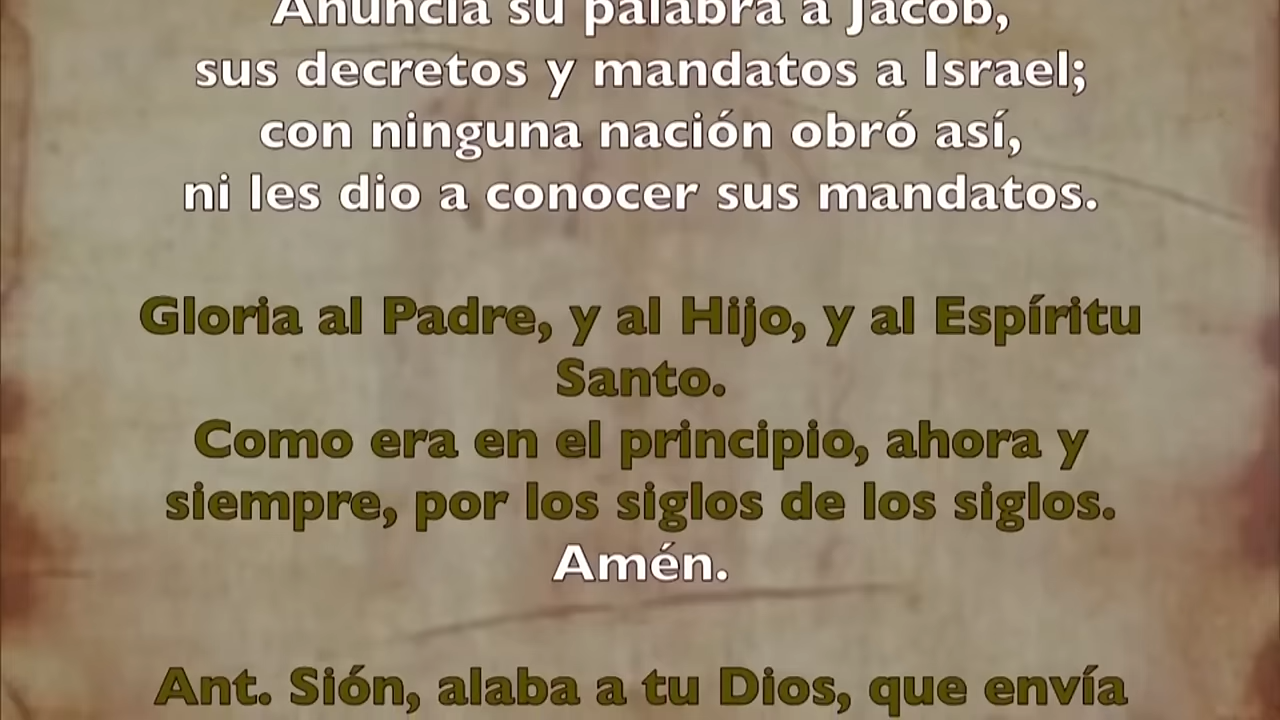 Anuncia su palabra a Jacob,
sus decretos y mandatos a Israel;
con ninguna nación obró así,
ni les dio a conocer sus mandatos.
Gloria al Padre, y al Hijo, y al Espíritu
Santo.
Como era en el principio, ahora y
siempre, por los siglos de los siglos.
Amén.
Ant. Sión, alaba a tu Dios, que envía